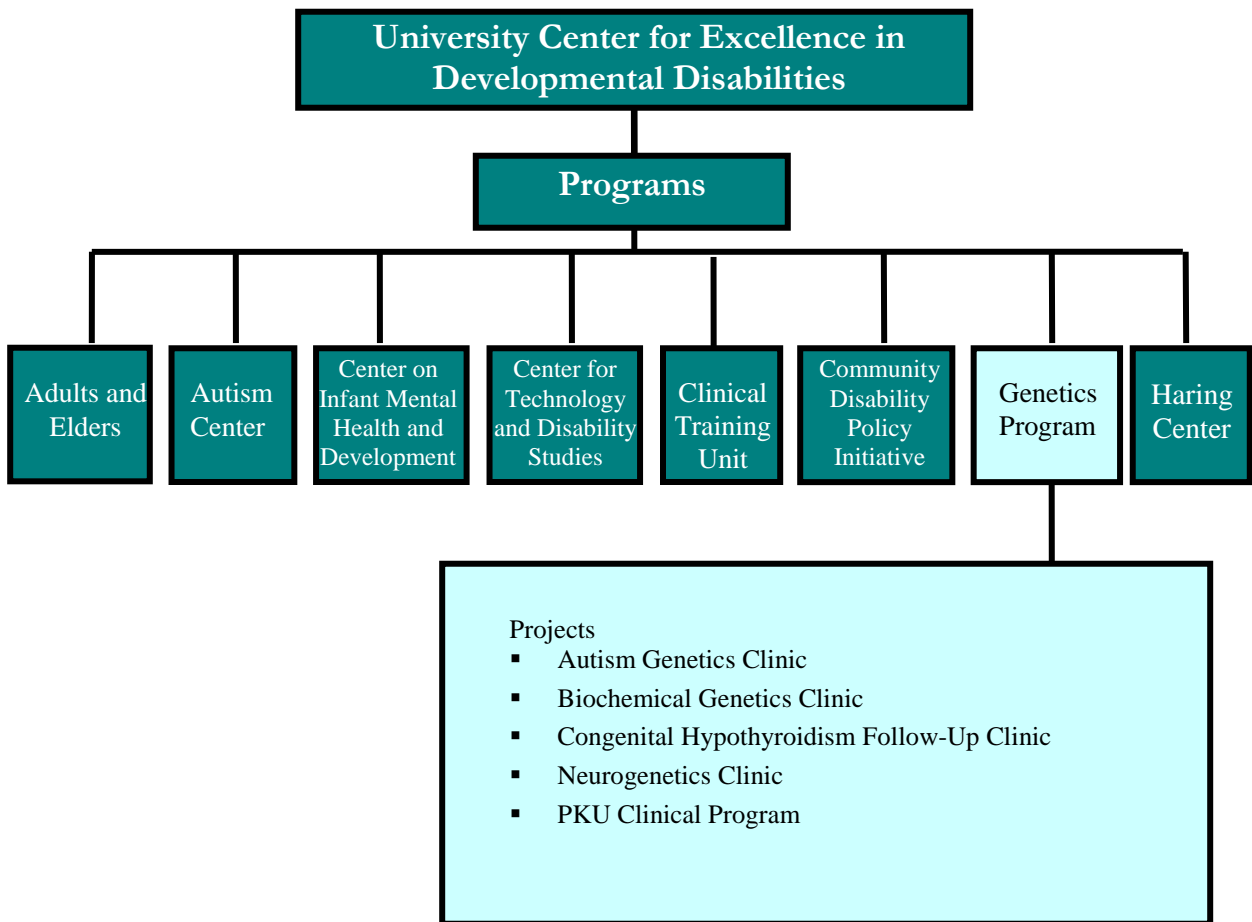 University Center for Excellence in
Developmental Disabilities
Programs
Adults and
Elders
Autism
Center
Center on
Infant Mental
Health and
Development
Center for
Technology
and Disability
Studies
Clinical
Training
Unit
Community
Disability
Policy
Initiative
Genetics
Program
Haring
Center
Projects
▪ Autism Genetics Clinic
▪ Biochemical Genetics Clinic
▪ Congenital Hypothyroidism Follow-Up Clinic
▪ Neurogenetics Clinic
▪ PKU Clinical Program